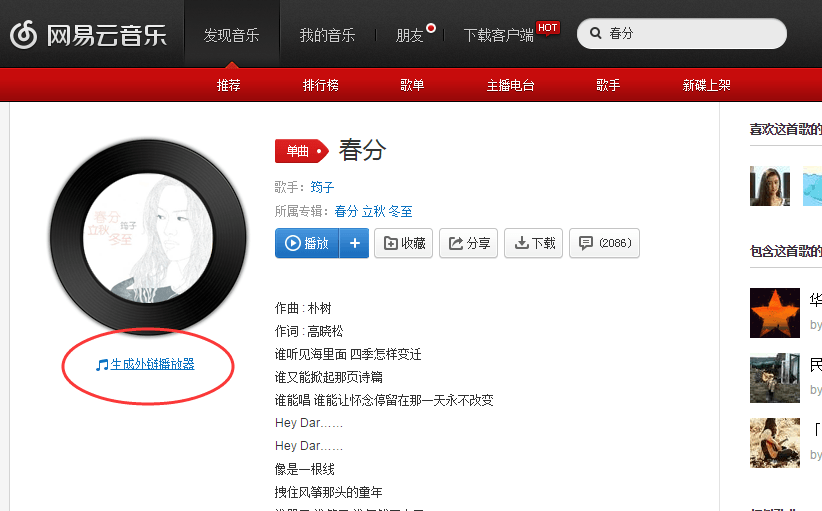 网易云音乐
发现音乐 我的音乐 朋友 下载客户端 HOT 春分
推荐 排行榜 歌单 主播电台 歌手 新碟上架
单曲 春分
歌手：筠子
所属专辑：春分 立秋 冬至
播放 + 收藏 分享 下载 (2086)
春分
立秋 筠子
冬至
生成外链播放器
作曲 : 朴树
作词 : 高晓松
谁听见海里面 四季怎样变迁
谁又能掀起那页诗篇
谁能唱 谁能让怀念停留在那一天永不改变
Hey Dar……
Hey Dar……
像是一根线
拽住风筝那头的童年
喜欢这首歌的
包含这首歌的
华
by
民
by
「
by